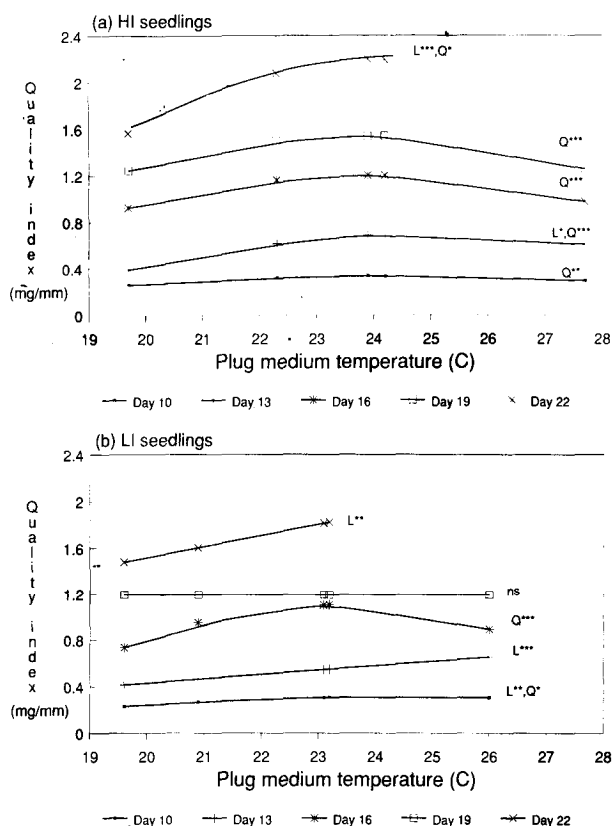 (a) HI seedlings
2.4
2
1.6
1.2
0.8
0.4
0
Quality index
(mg/mm)
L***,Q*
Q***
Q***
L*,Q***
Q**
19 20 21 22 23 24 25 26 27 28
Plug medium temperature (C)
Day 10 Day 13 Day 16 Day 19 Day 22
(b) LI seedlings
2.4
2
1.6
1.2
0.8
0.4
0
Quality index
(mg/mm)
L**
**
ns
Q***
L***
L**,Q*
19 20 21 22 23 24 25 26 27 28
Plug medium temperature (C)
Day 10 Day 13 Day 16 Day 19 Day 22